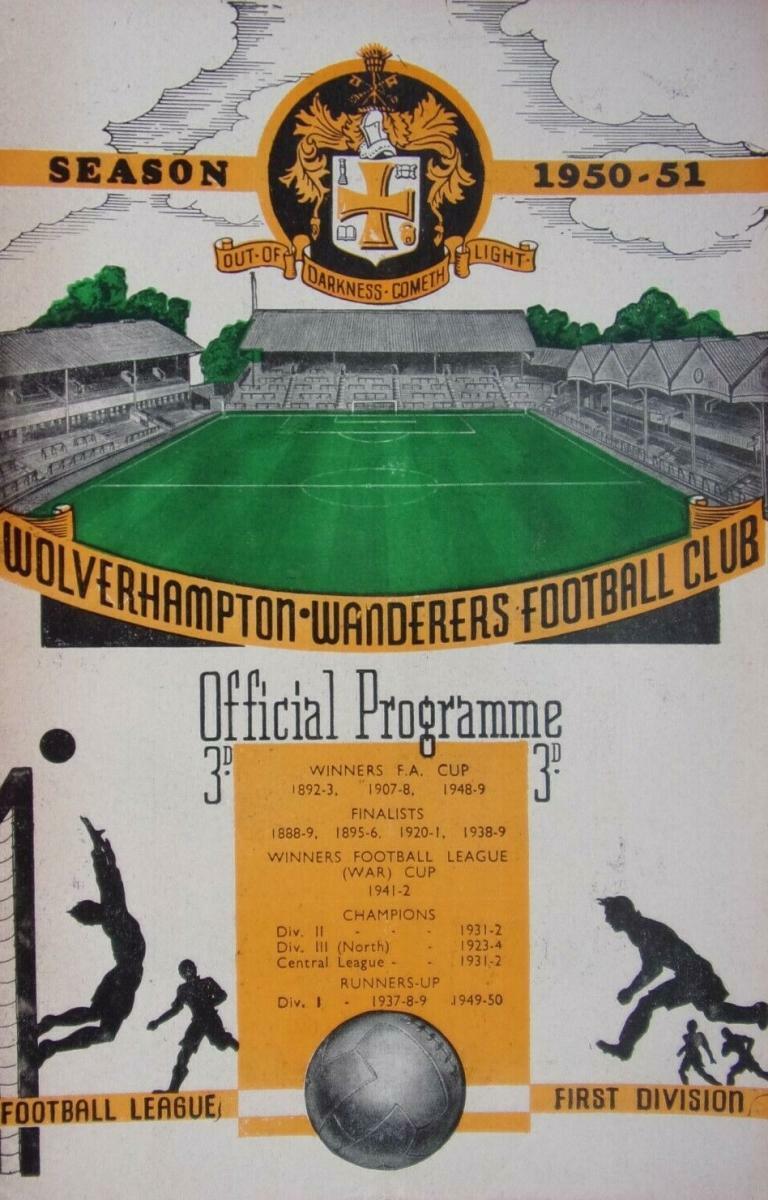 SEASON 1950-51
OUT·OF· DARKNESS·COMETH LIGHT·
WOLVERHAMPTON·WANDERERS FOOTBALL CLUB
Official Programme
3D. 3D.
WINNERS F.A. CUP
1892-3, 1907-8, 1948-9
FINALISTS
1888-9, 1895-6, 1920-1, 1938-9
WINNERS FOOTBALL LEAGUE
(WAR) CUP
1941-2
CHAMPIONS
Div. II - - - 1931-2
Div. III (North) - 1923-4
Central League - - 1931-2
RUNNERS-UP
Div. I - 1937-8-9 1949-50
FOOTBALL LEAGUE, FIRST DIVISION